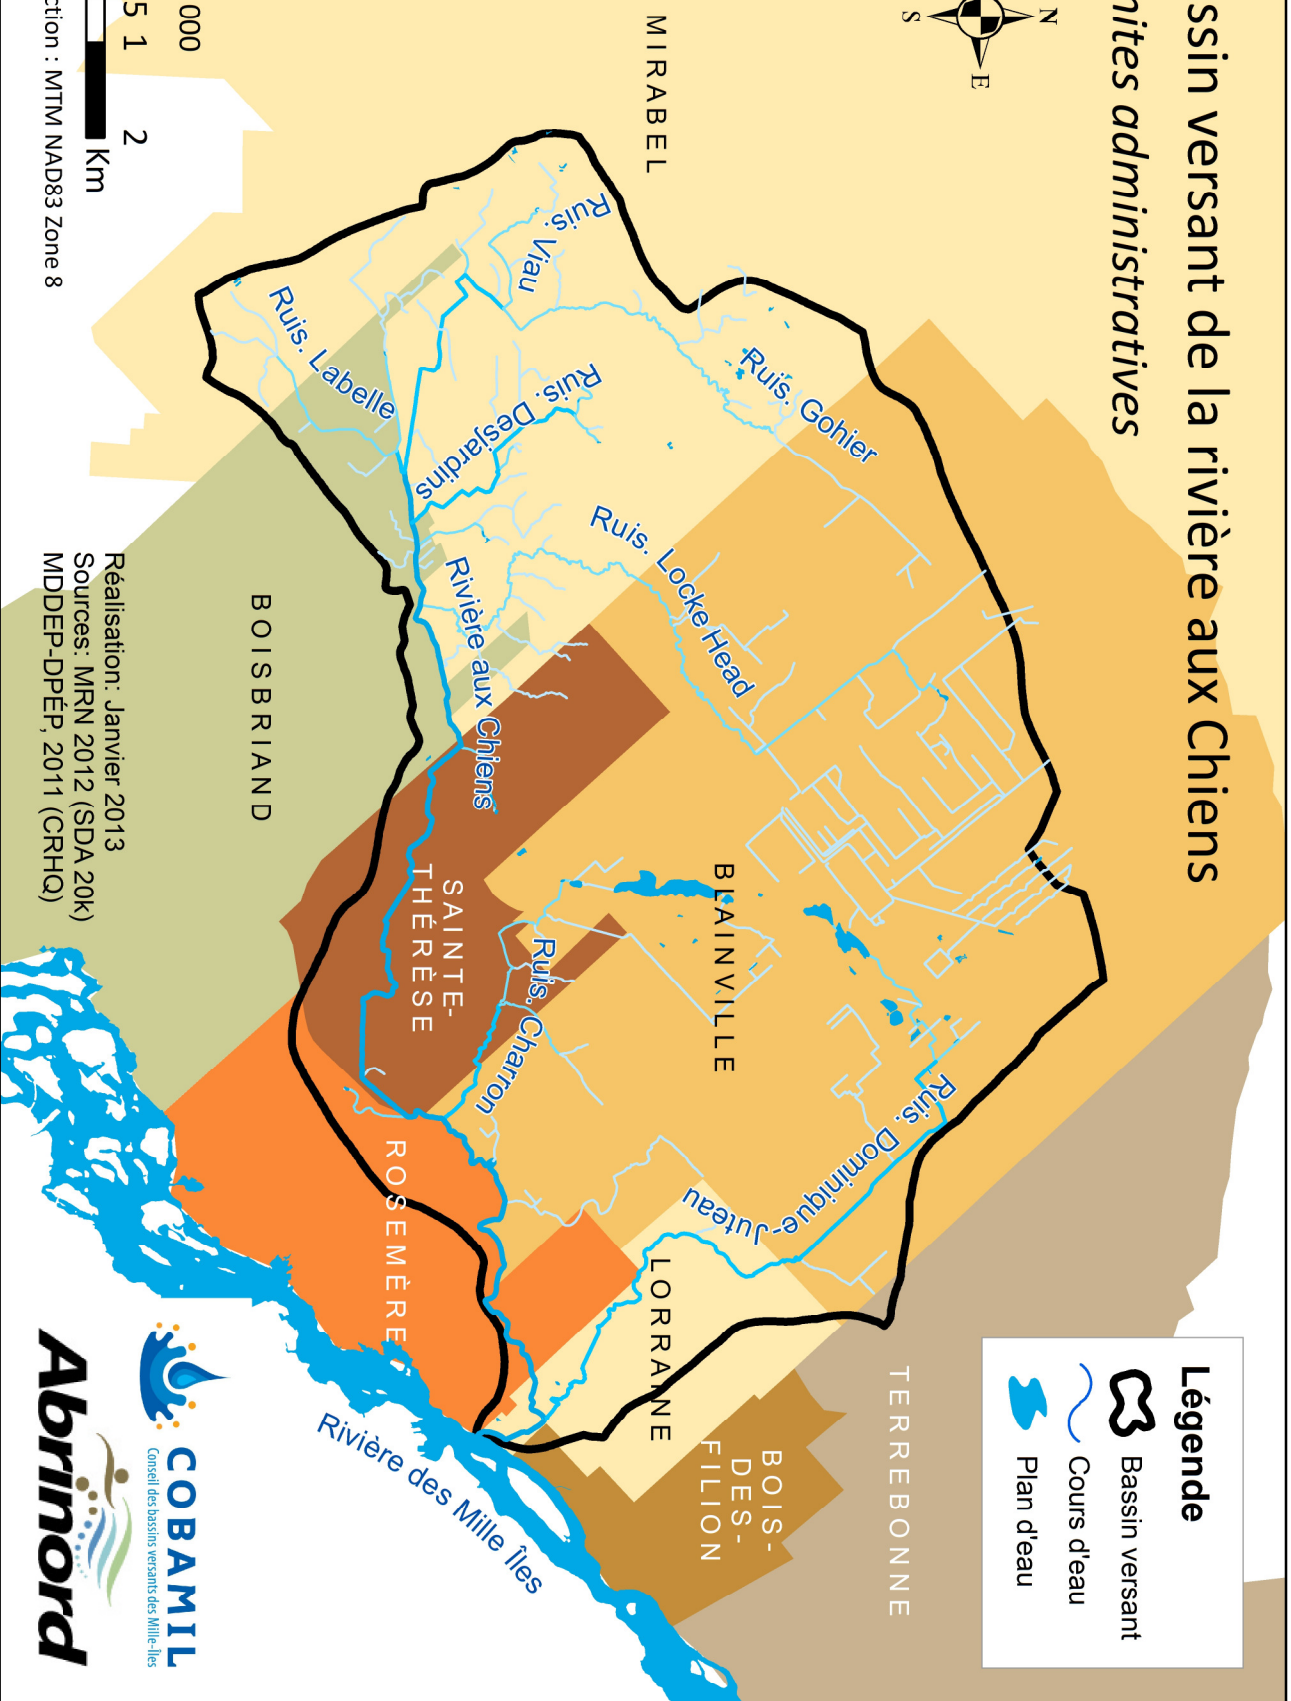 ssin versant de la rivière aux Chiens
mites administratives
N
S
E
Légende
Bassin versant
Cours d'eau
Plan d'eau
MIRABEL
Ruis. Viau
Ruis. Gohier
Ruis. Labelle
Ruis. Desjardins
Ruis. Locke Head
Rivière aux Chiens
BLAINVILLE
SAINTE-
THÉRÈSE
Ruis. Charron
Ruis. Dominique-Juteau
BOISBRIAND
ROSEMÈRE
LORRAINE
TERREBONNE
BOIS-
DES-
FILION
Rivière des Mille Îles
000
5 1 2
Km
ction : MTM NAD83 Zone 8
Réalisation: Janvier 2013
Sources: MRN 2012 (SDA 20k)
MDDEP-DPÉP, 2011 (CRHQ)
COBAMIL
Conseil des bassins versants des Mille-Îles
Abrinord